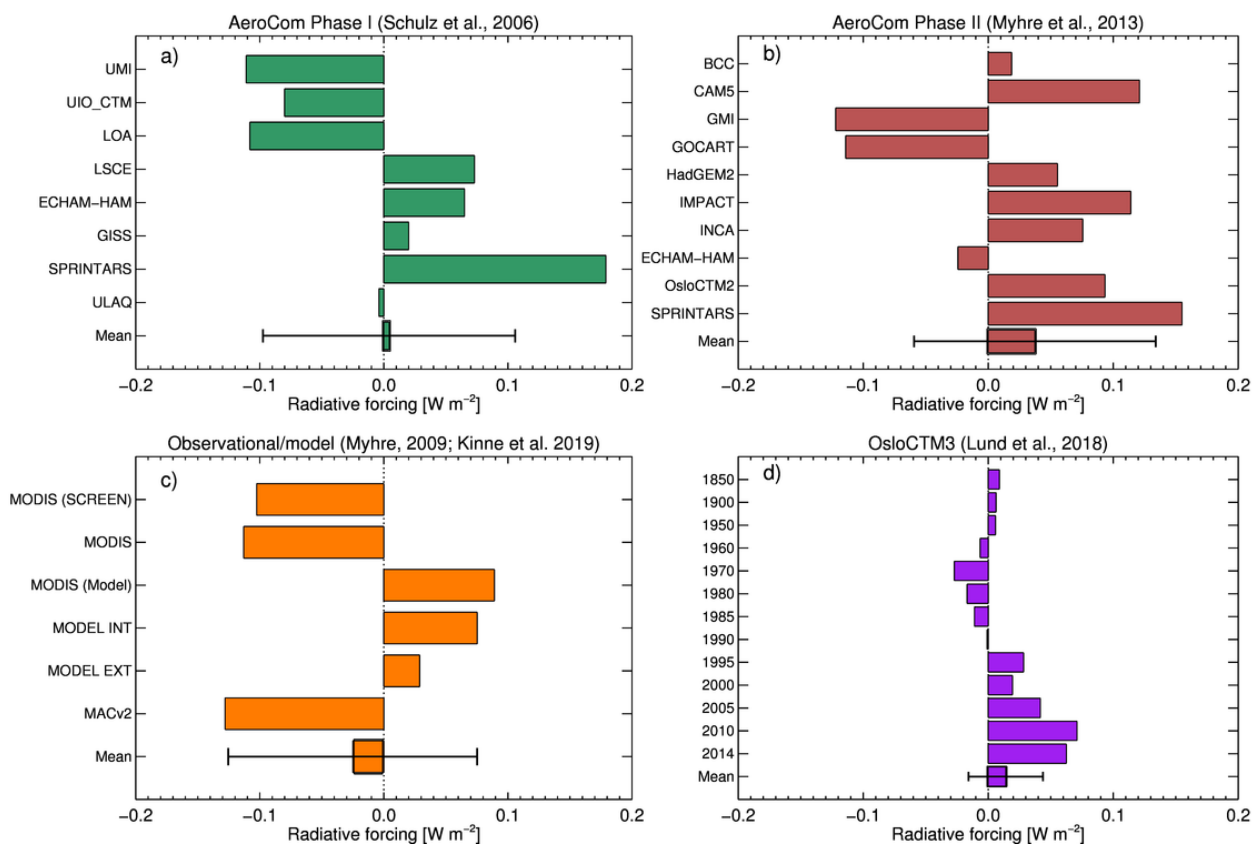 AeroCom Phase I (Schulz et al., 2006)
a)
UMI
UIO_CTM
LOA
LSCE
ECHAM−HAM
GISS
SPRINTARS
ULAQ
Mean
−0.2 −0.1 0.0 0.1 0.2
Radiative forcing [W m−2]
AeroCom Phase II (Myhre et al., 2013)
b)
BCC
CAM5
GMI
GOCART
HadGEM2
IMPACT
INCA
ECHAM−HAM
OsloCTM2
SPRINTARS
Mean
−0.2 −0.1 0.0 0.1 0.2
Radiative forcing [W m−2]
Observational/model (Myhre, 2009; Kinne et al. 2019)
c)
MODIS (SCREEN)
MODIS
MODIS (Model)
MODEL INT
MODEL EXT
MACv2
Mean
−0.2 −0.1 0.0 0.1 0.2
Radiative forcing [W m−2]
OsloCTM3 (Lund et al., 2018)
d)
1850
1900
1950
1960
1970
1980
1985
1990
1995
2000
2005
2010
2014
Mean
−0.2 −0.1 0.0 0.1 0.2
Radiative forcing [W m−2]